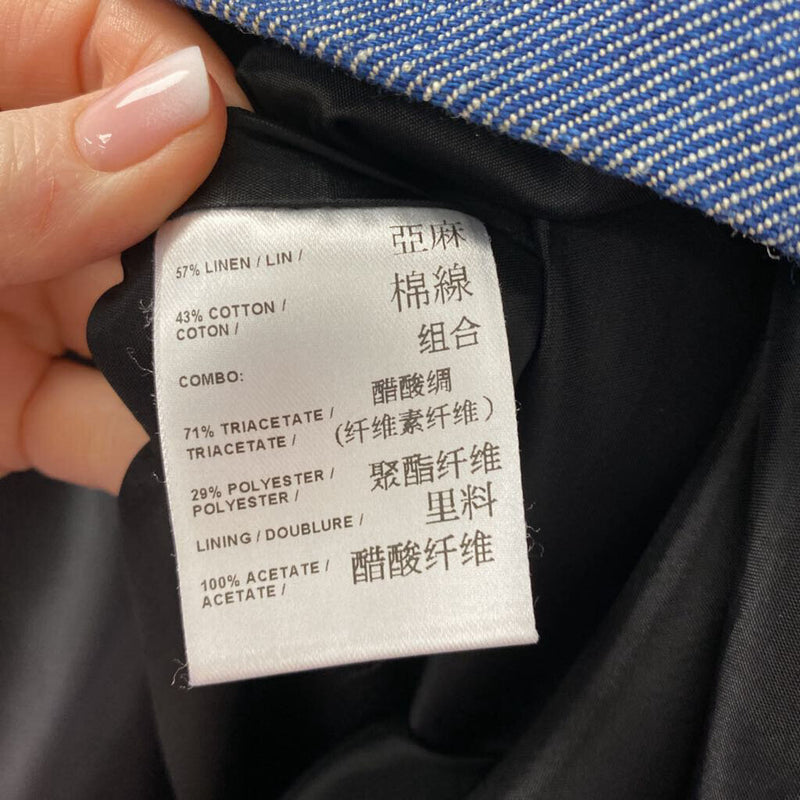 57% LINEN / LIN / 亞麻
43% COTTON / 棉線
COTON /
组合
COMBO:
71% TRIACETATE / 醋酸绸
TRIACETATE / (纤维素纤维)
29% POLYESTER / 聚酯纤维
POLYESTER /
LINING / DOUBLURE / 里料
100% ACETATE / 醋酸纤维
ACETATE /